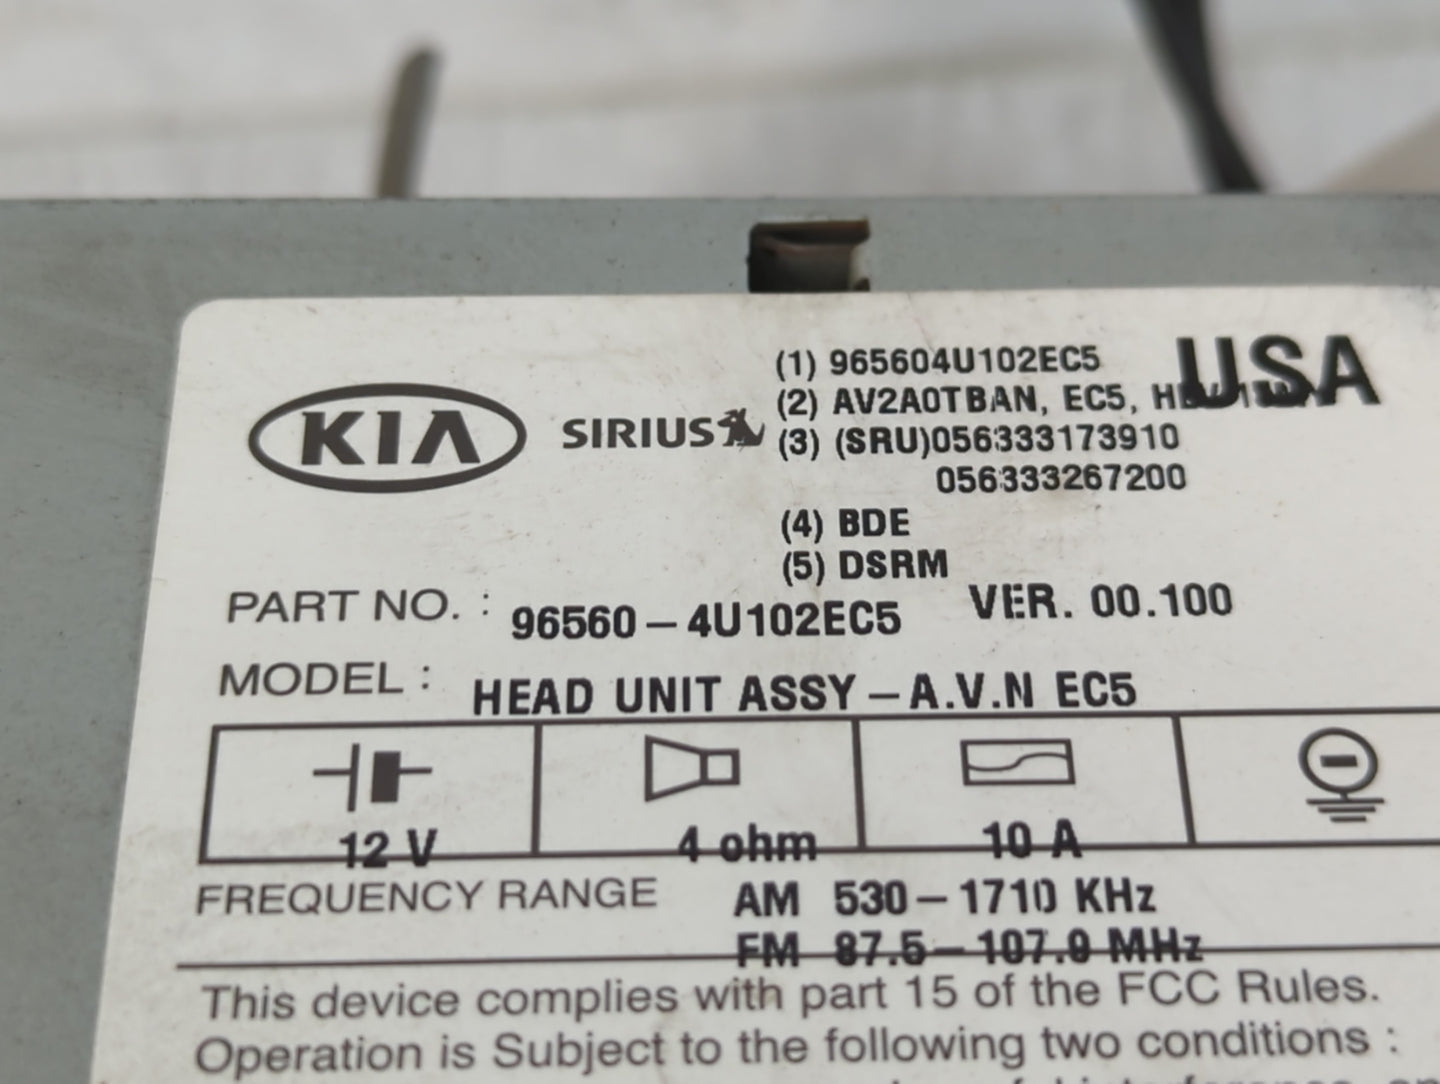 KIA
SIRIUS
USA
(1) 965604U102EC5
(2) AV2A0TBAN, EC5,
(3) (SRU)056333173910
056333267200
(4) BDE
(5) DSRM
PART NO. : 96560-4U102EC5 VER. 00.100
MODEL : HEAD UNIT ASSY-A.V.N EC5
12 V 4 ohm 10 A
FREQUENCY RANGE AM 530-1710 KHz
FM 87.5-107.9 MHz
This device complies with part 15 of the FCC Rules.
Operation is Subject to the following two conditions :